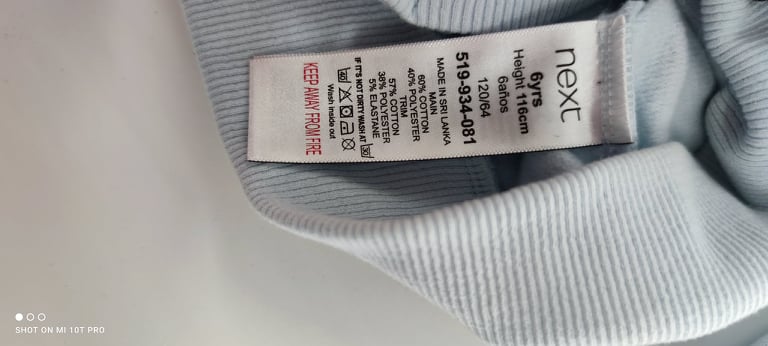 next
6yrs
Height 116cm
6años
120/64
519-934-081
MADE IN SRI LANKA
MAIN
60% COTTON
40% POLYESTER
TRIM
57% COTTON
38% POLYESTER
5% ELASTANE
IF IT'S NOT DIRTY WASH AT 30
40
Wash inside out
KEEP AWAY FROM FIRE
SHOT ON MI 10T PRO